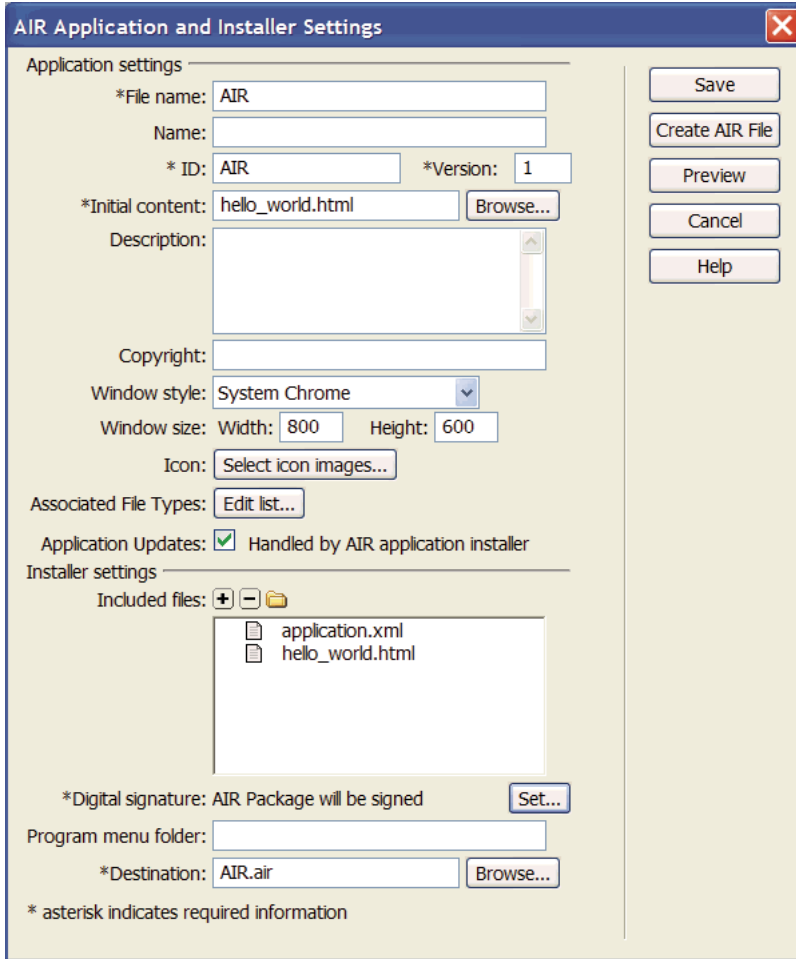 AIR Application and Installer Settings
Application settings
*File name: AIR
Name:
* ID: AIR *Version: 1
*Initial content: hello_world.html Browse...
Description:
Copyright:
Window style: System Chrome
Window size: Width: 800 Height: 600
Icon: Select icon images...
Associated File Types: Edit list...
Application Updates: Handled by AIR application installer
Installer settings
Included files:
application.xml
hello_world.html
*Digital signature: AIR Package will be signed Set...
Program menu folder:
*Destination: AIR.air Browse...
* asterisk indicates required information
Save
Create AIR File
Preview
Cancel
Help